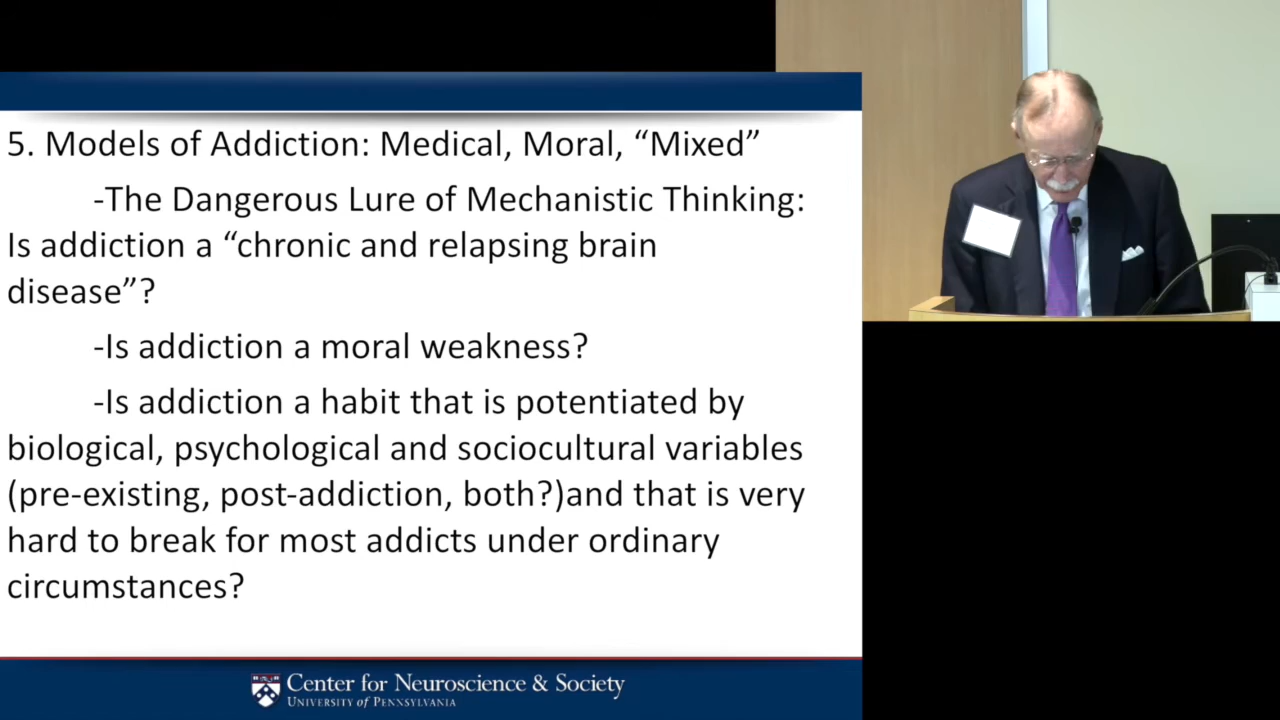 5. Models of Addiction: Medical, Moral, “Mixed”
-The Dangerous Lure of Mechanistic Thinking:
Is addiction a “chronic and relapsing brain
disease”?
-Is addiction a moral weakness?
-Is addiction a habit that is potentiated by
biological, psychological and sociocultural variables
(pre-existing, post-addiction, both?)and that is very
hard to break for most addicts under ordinary
circumstances?
Center for Neuroscience & Society
UNIVERSITY OF PENNSYLVANIA